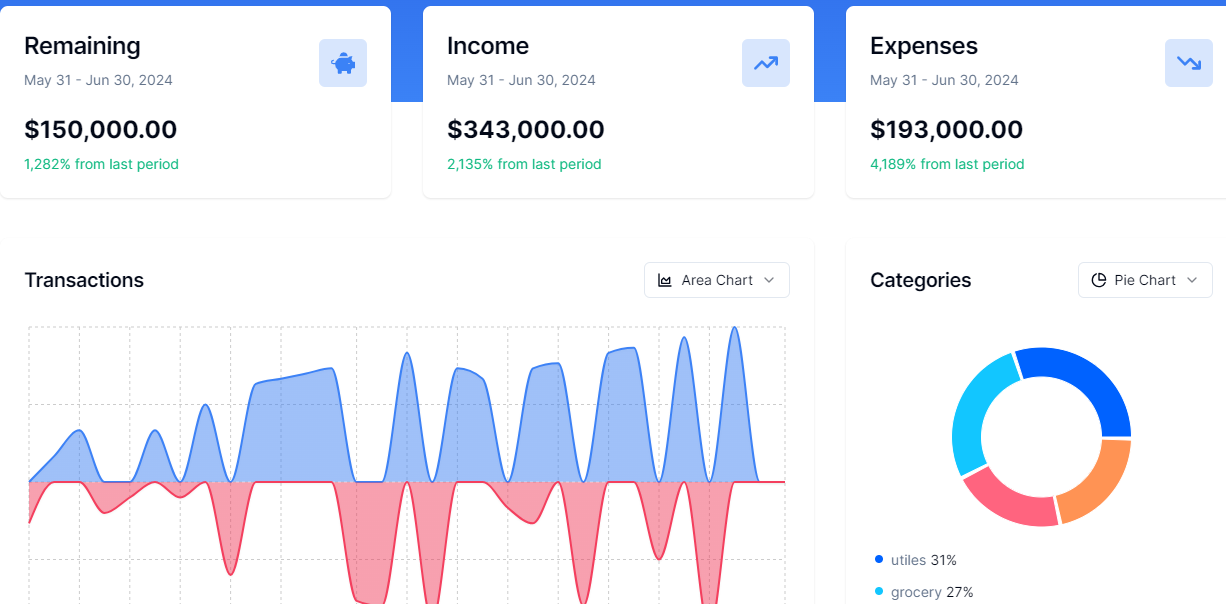 Remaining
May 31 - Jun 30, 2024
$150,000.00
1,282% from last period
Income
May 31 - Jun 30, 2024
$343,000.00
2,135% from last period
Expenses
May 31 - Jun 30, 2024
$193,000.00
4,189% from last period
Transactions
Area Chart
Categories
Pie Chart
utiles 31%
grocery 27%